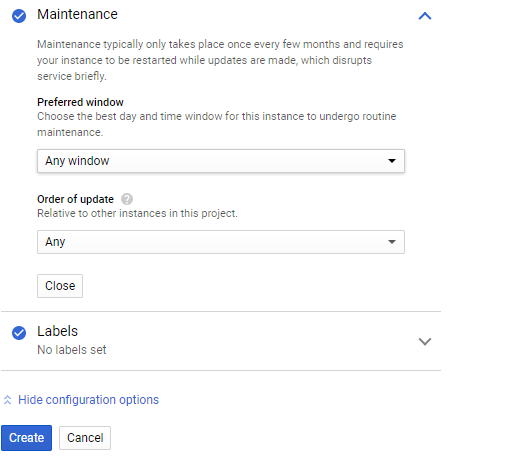 Maintenance
Maintenance typically only takes place once every few months and requires
your instance to be restarted while updates are made, which disrupts
service briefly.
Preferred window
Choose the best day and time window for this instance to undergo routine
maintenance.
Any window
Order of update ?
Relative to other instances in this project.
Any
Close
Labels
No labels set
Hide configuration options
Create Cancel